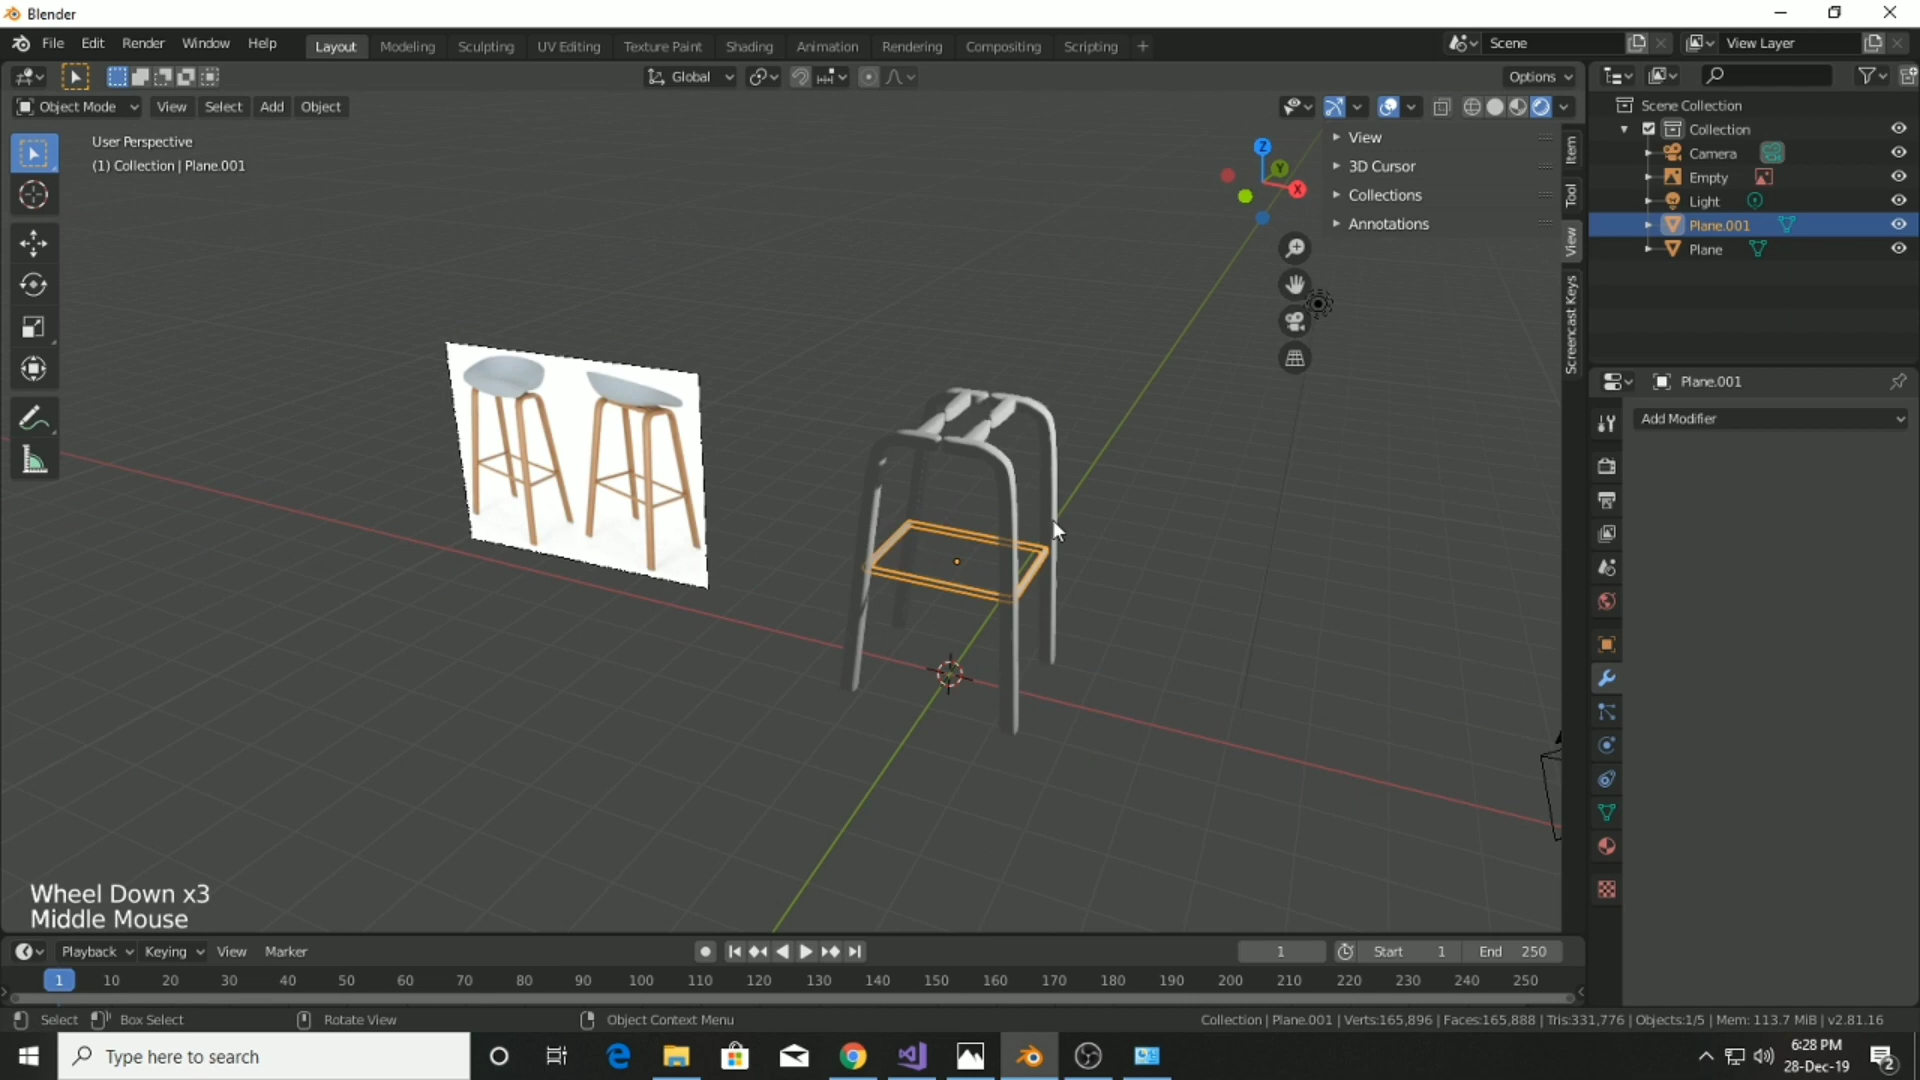 Blender
File Edit Render Window Help
Layout Modeling Sculpting UV Editing Texture Paint Shading Animation Rendering Compositing Scripting +
Scene
View Layer
Global
Options
Object Mode View Select Add Object
User Perspective
(1) Collection | Plane.001
Z
Y
X
View
3D Cursor
Collections
Annotations
Item
Tool
View
Screencast Keys
Scene Collection
Collection
Camera
Empty
Light
Plane.001
Plane
Plane.001
Add Modifier
Wheel Down x3
Middle Mouse
Playback Keying View Marker
1
Start 1
End 250
1 10 20 30 40 50 60 70 80 90 100 110 120 130 140 150 160 170 180 190 200 210 220 230 240 250
Select Box Select Rotate View Object Context Menu
Collection | Plane.001 | Verts:165,896 | Faces:165,888 | Tris:331,776 | Objects:1/5 | Mem: 113.7 MiB | v2.81.16
Type here to search
6:28 PM
28-Dec-19
2